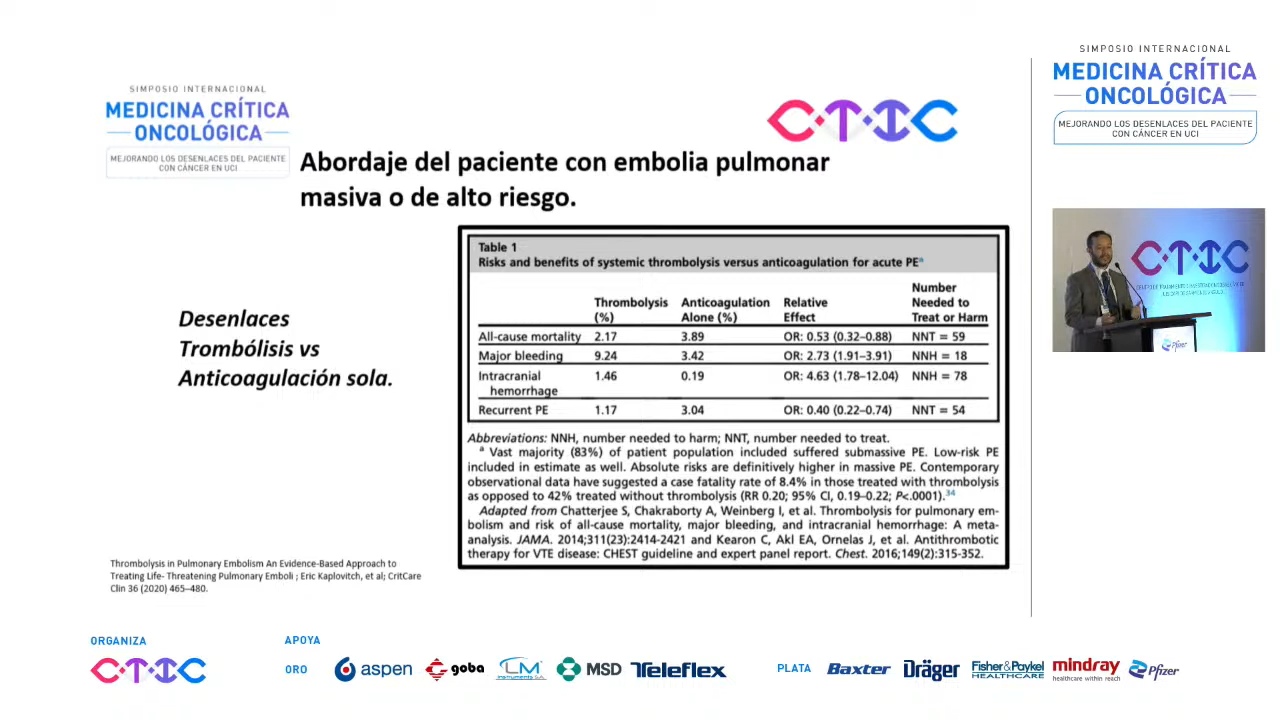 SIMPOSIO INTERNACIONAL
MEDICINA CRÍTICA
ONCOLÓGICA
MEJORANDO LOS DESENLACES DEL PACIENTE
CON CÁNCER EN UCI
CTIC
Abordaje del paciente con embolia pulmonar
masiva o de alto riesgo.
Desenlaces
Trombólisis vs
Anticoagulación sola.
Table 1
Risks and benefits of systemic thrombolysis versus anticoagulation for acute PEa
Thrombolysis (%) Anticoagulation Alone (%) Relative Effect Number Needed to Treat or Harm
All-cause mortality 2.17 3.89 OR: 0.53 (0.32–0.88) NNT = 59
Major bleeding 9.24 3.42 OR: 2.73 (1.91–3.91) NNH = 18
Intracranial hemorrhage 1.46 0.19 OR: 4.63 (1.78–12.04) NNH = 78
Recurrent PE 1.17 3.04 OR: 0.40 (0.22–0.74) NNT = 54
Abbreviations: NNH, number needed to harm; NNT, number needed to treat.
a Vast majority (83%) of patient population included suffered submassive PE. Low-risk PE
included in estimate as well. Absolute risks are definitively higher in massive PE. Contemporary
observational data have suggested a case fatality rate of 8.4% in those treated with thrombolysis
as opposed to 42% treated without thrombolysis (RR 0.20; 95% CI, 0.19–0.22; P<.0001).34
Adapted from Chatterjee S, Chakraborty A, Weinberg I, et al. Thrombolysis for pulmonary em-
bolism and risk of all-cause mortality, major bleeding, and intracranial hemorrhage: A meta-
analysis. JAMA. 2014;311(23):2414-2421 and Kearon C, Akl EA, Ornelas J, et al. Antithrombotic
therapy for VTE disease: CHEST guideline and expert panel report. Chest. 2016;149(2):315-352.
Thrombolysis in Pulmonary Embolism An Evidence-Based Approach to
Treating Life- Threatening Pulmonary Emboli ; Eric Kaplovitch, et al; CritCare
Clin 36 (2020) 465–480.
SIMPOSIO INTERNACIONAL
MEDICINA CRÍTICA
ONCOLÓGICA
MEJORANDO LOS DESENLACES DEL PACIENTE
CON CÁNCER EN UCI
CTIC
Pfizer
ORGANIZA
CTIC
APOYA
ORO
aspen
goba
LM
instruments S.A.
MSD
Teleflex
PLATA
Baxter
Dräger
Fisher&Paykel
HEALTHCARE
mindray
healthcare within reach
Pfizer